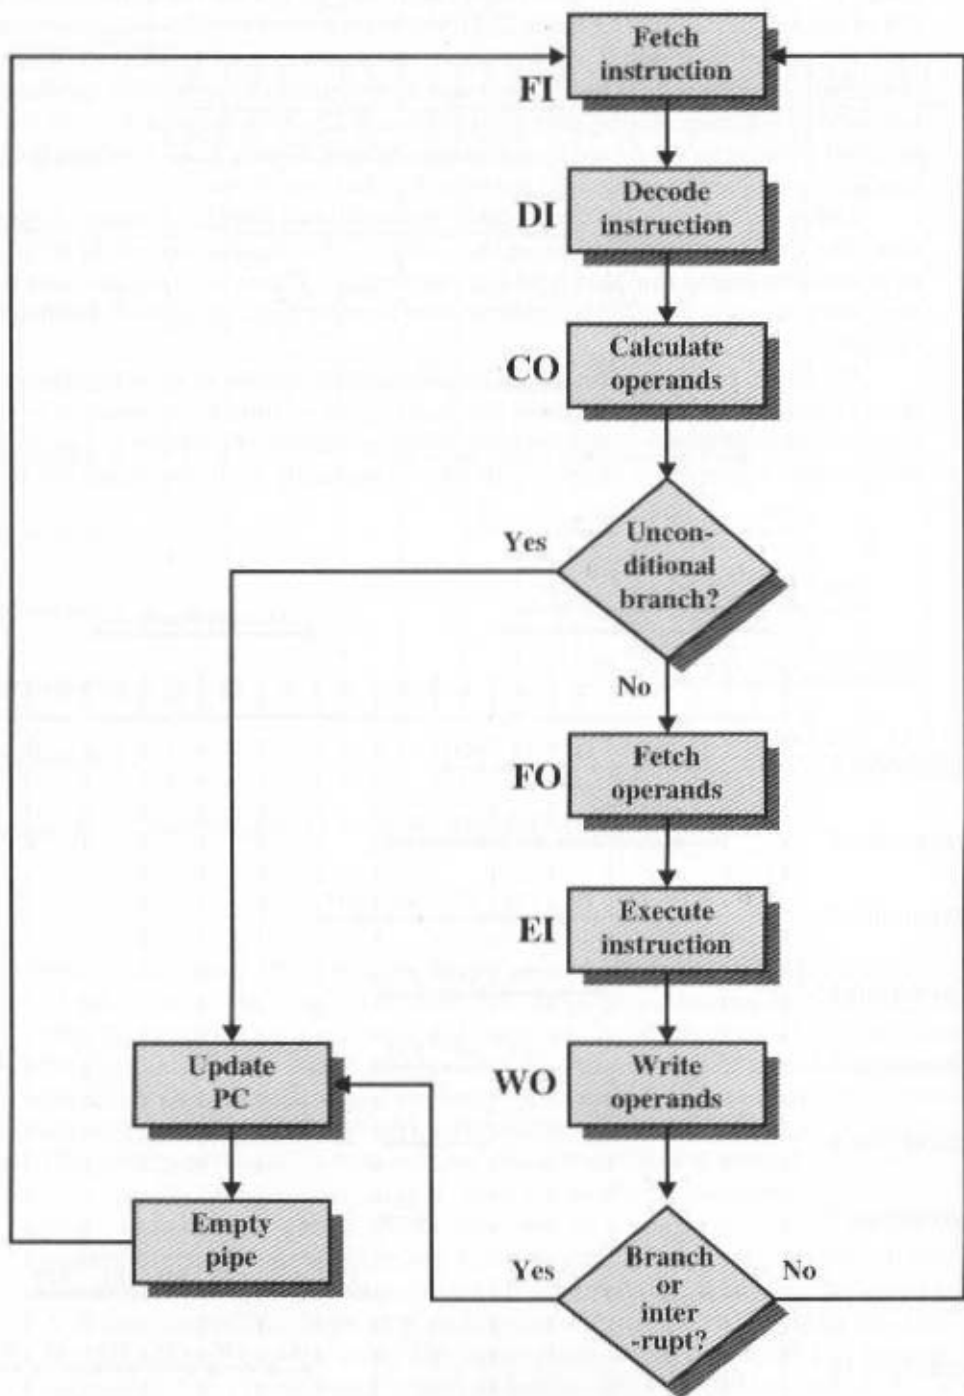 Fetch
instruction
FI
Decode
instruction
DI
Calculate
operands
CO
Uncon-
ditional
branch?
Yes
No
Fetch
operands
FO
Execute
instruction
EI
Write
operands
WO
Update
PC
Empty
pipe
Branch
or
inter
-rupt?
Yes
No